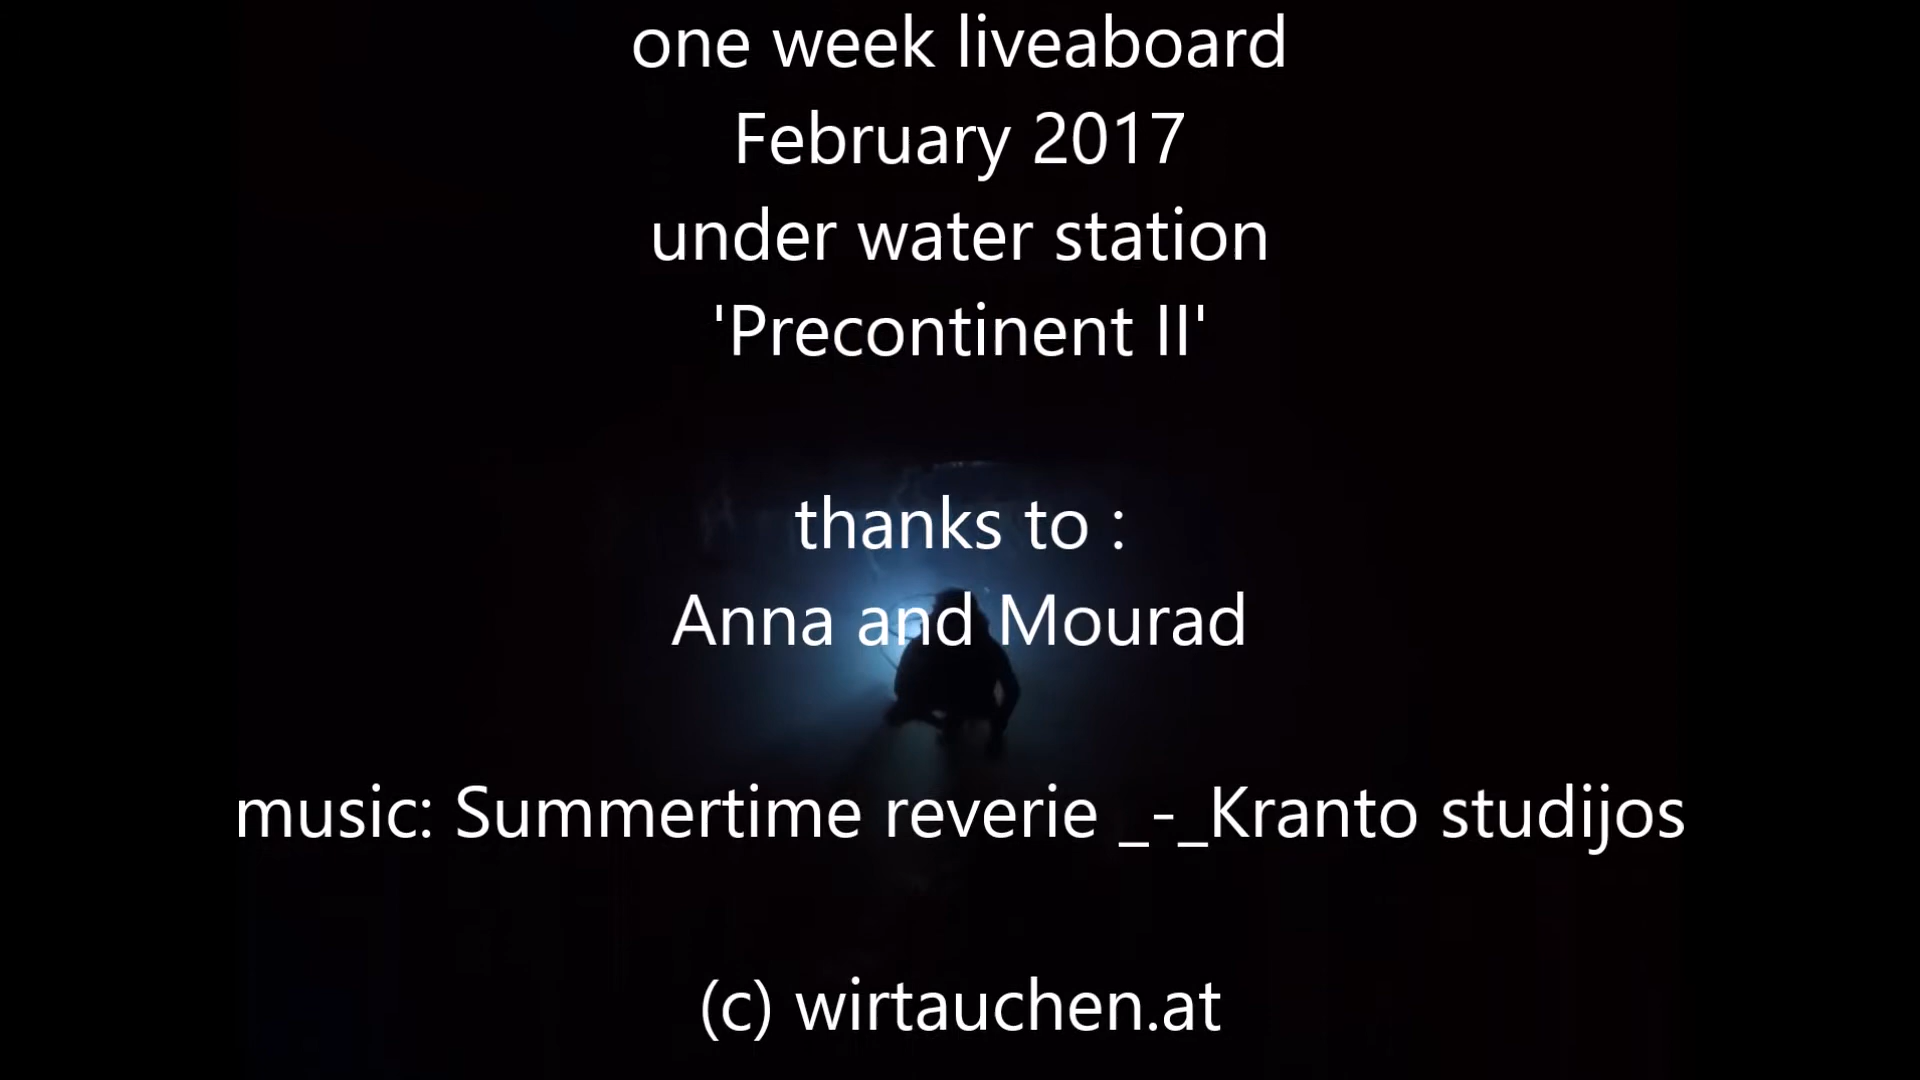 one week liveaboard
February 2017
under water station
'Precontinent II'
thanks to :
Anna and Mourad
music: Summertime reverie _-_Kranto studijos
(c) wirtauchen.at